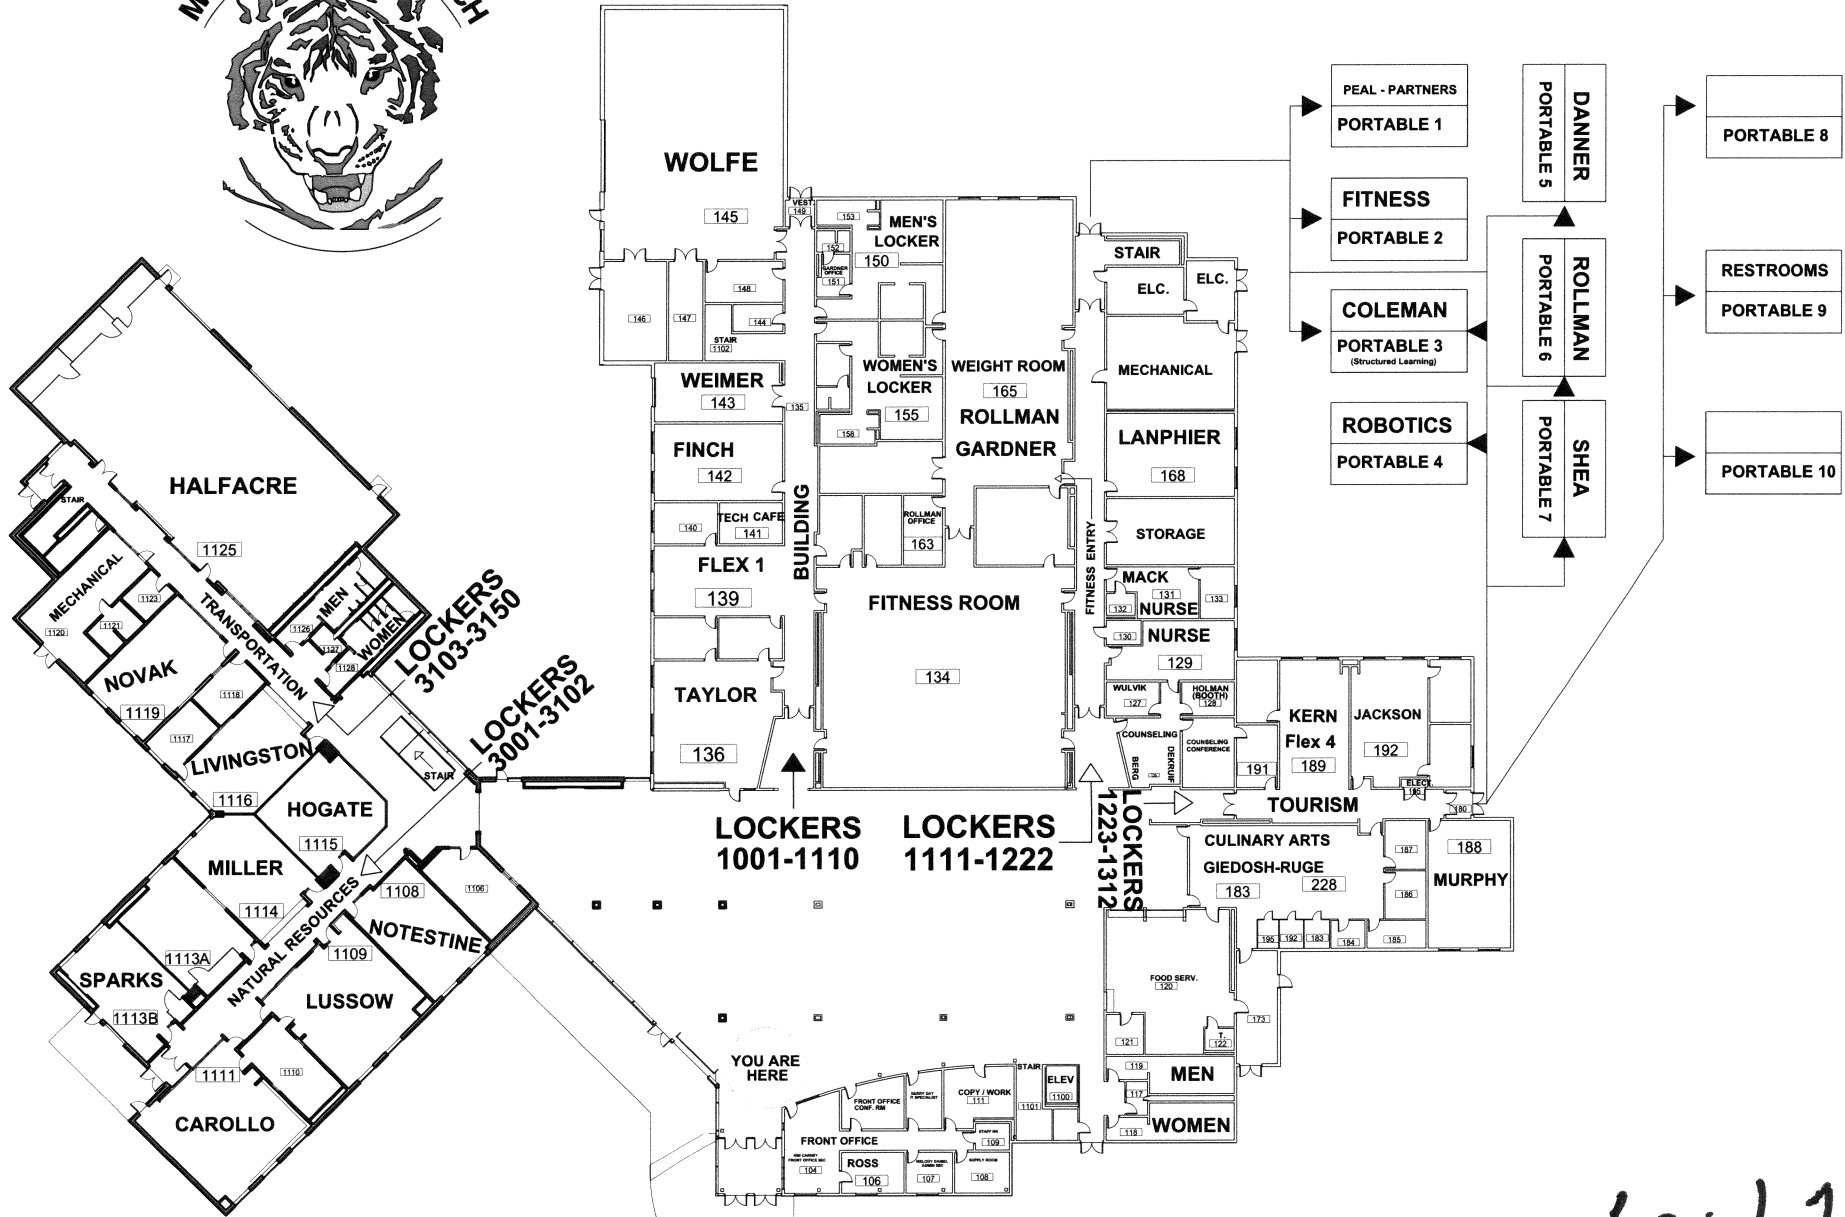 CH
PEAL - PARTNERS
PORTABLE 1
DANNER
PORTABLE 5
PORTABLE 8
FITNESS
PORTABLE 2
ROLLMAN
PORTABLE 6
RESTROOMS
PORTABLE 9
COLEMAN
PORTABLE 3
(Structured Learning)
ROBOTICS
PORTABLE 4
SHEA
PORTABLE 7
PORTABLE 10
WOLFE
145
VEST.
149
153
MEN'S
LOCKER
150
152
GARDNER
OFFICE
151
146
147
148
144
STAIR
1102
WOMEN'S
LOCKER
155
158
WEIGHT ROOM
165
ROLLMAN
GARDNER
STAIR
ELC.
ELC.
MECHANICAL
WEIMER
143
135
FINCH
142
LANPHIER
168
140
TECH CAFE
141
BUILDING
ROLLMAN
OFFICE
163
STORAGE
FITNESS ENTRY
FLEX 1
139
FITNESS ROOM
134
MACK
131
NURSE
132
133
130
NURSE
129
TAYLOR
136
WULVIK
127
HOLMAN
(BOOTH)
128
COUNSELING
BERG
DEKRUIF
COUNSELING
CONFERENCE
191
KERN
Flex 4
189
JACKSON
192
ELECT.
195
180
TOURISM
HALFACRE
1125
STAIR
MECHANICAL
1120
1123
1121
TRANSPORTATION
MEN
1126
1127
WOMEN
1128
LOCKERS
3103-3150
LOCKERS
3001-3102
NOVAK
1119
1118
1117
LIVINGSTON
1116
STAIR
HOGATE
1115
MILLER
1114
1108
1106
NOTESTINE
NATURAL RESOURCES
1109
LUSSOW
1113A
SPARKS
1113B
1111
1110
CAROLLO
LOCKERS
1001-1110
LOCKERS
1111-1222
LOCKERS
1223-1312
CULINARY ARTS
GIEDOSH-RUGE
183
228
187
186
188
MURPHY
195
192
183
184
185
FOOD SERV.
120
121
T.
122
173
119
MEN
117
118
WOMEN
YOU ARE
HERE
FRONT OFFICE
CONF. RM
COPY / WORK
111
STAIR
1101
ELEV
1100
FRONT OFFICE
FRONT OFFICE SEC
104
ROSS
106
107
STAFF RR
109
SUPPLY ROOM
108